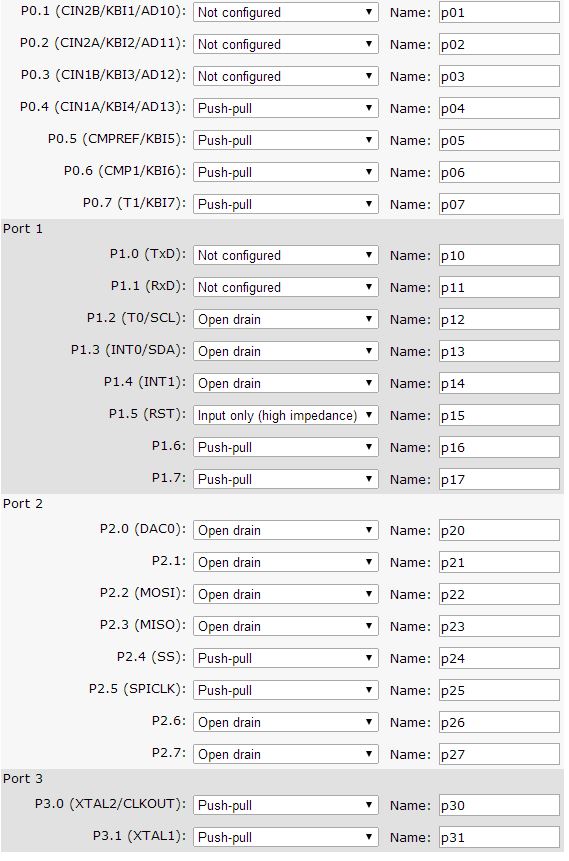 P0.1 (CIN2B/KBI1/AD10): Not configured Name: p01
P0.2 (CIN2A/KBI2/AD11): Not configured Name: p02
P0.3 (CIN1B/KBI3/AD12): Not configured Name: p03
P0.4 (CIN1A/KBI4/AD13): Push-pull Name: p04
P0.5 (CMPREF/KBI5): Push-pull Name: p05
P0.6 (CMP1/KBI6): Push-pull Name: p06
P0.7 (T1/KBI7): Push-pull Name: p07
Port 1
P1.0 (TxD): Not configured Name: p10
P1.1 (RxD): Not configured Name: p11
P1.2 (T0/SCL): Open drain Name: p12
P1.3 (INT0/SDA): Open drain Name: p13
P1.4 (INT1): Open drain Name: p14
P1.5 (RST): Input only (high impedance) Name: p15
P1.6: Push-pull Name: p16
P1.7: Push-pull Name: p17
Port 2
P2.0 (DAC0): Open drain Name: p20
P2.1: Open drain Name: p21
P2.2 (MOSI): Open drain Name: p22
P2.3 (MISO): Open drain Name: p23
P2.4 (SS): Push-pull Name: p24
P2.5 (SPICLK): Push-pull Name: p25
P2.6: Open drain Name: p26
P2.7: Open drain Name: p27
Port 3
P3.0 (XTAL2/CLKOUT): Push-pull Name: p30
P3.1 (XTAL1): Push-pull Name: p31